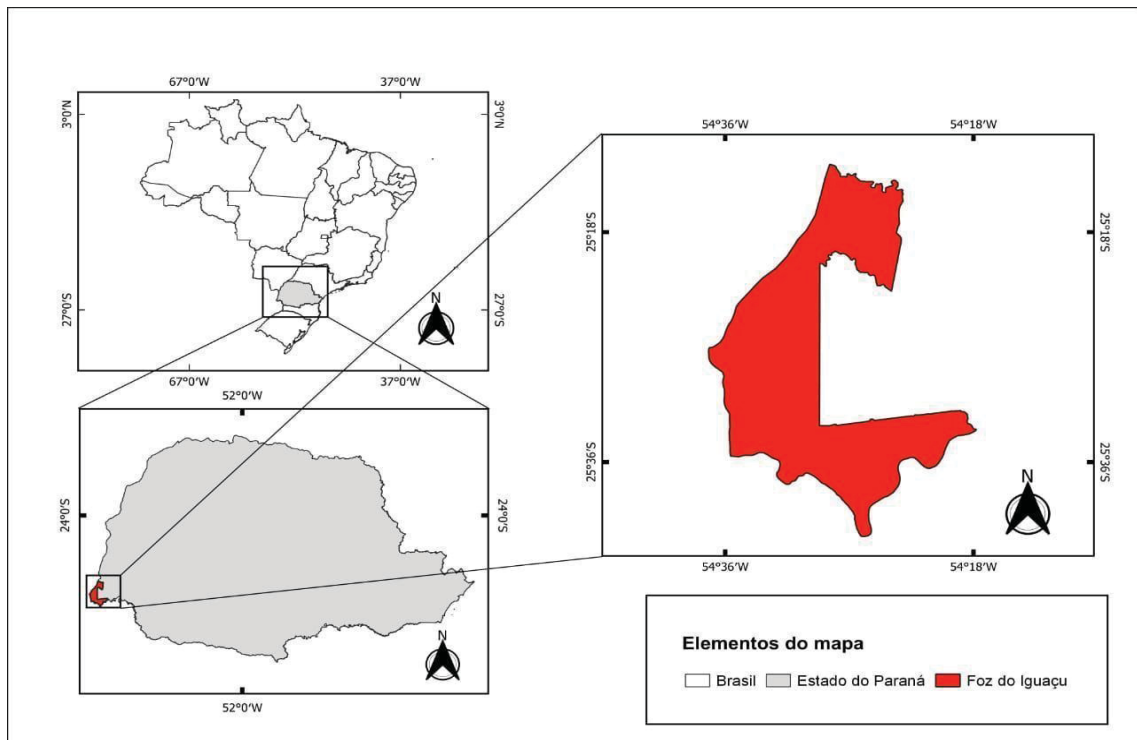 67°0'W 37°0'W
3°0'N 3°0'N
27°0'S 27°0'S
N
67°0'W 37°0'W
52°0'W
24°0'S 24°0'S
N
52°0'W
54°36'W 54°18'W
25°18'S 25°18'S
25°36'S 25°36'S
N
54°36'W 54°18'W
Elementos do mapa
Brasil Estado do Paraná Foz do Iguaçu